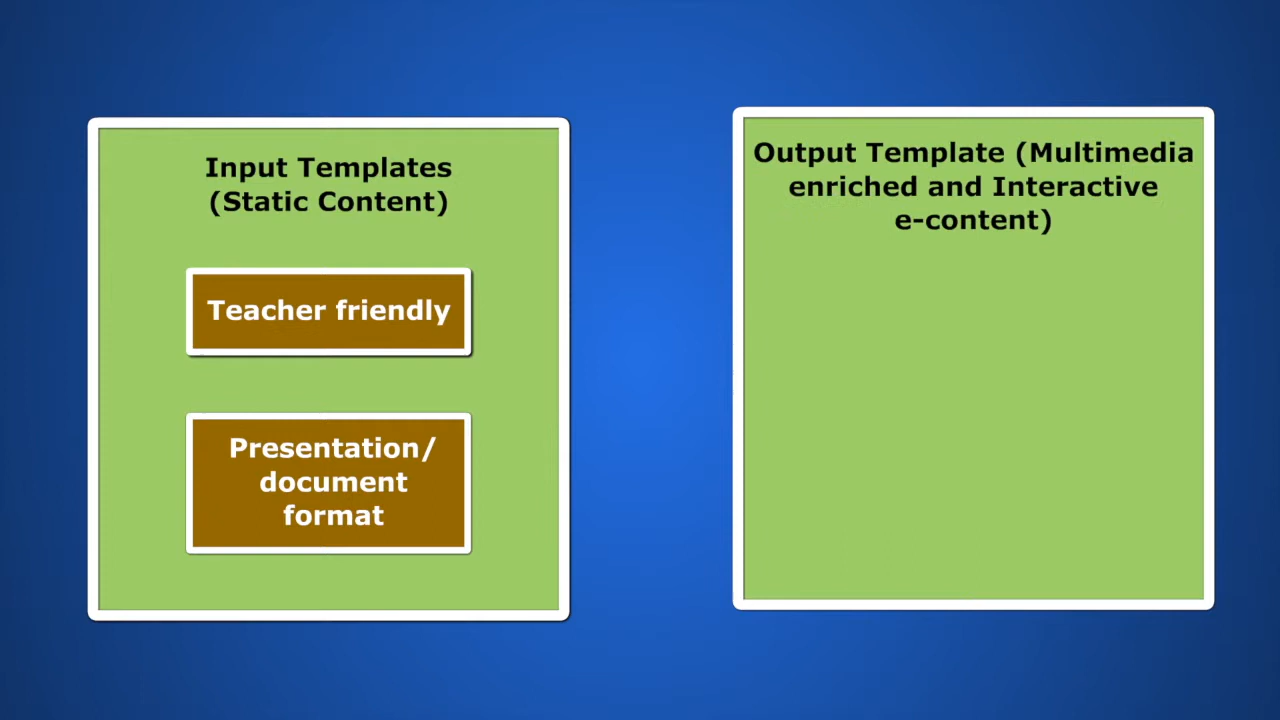 Input Templates
(Static Content)
Teacher friendly
Presentation/
document
format
Output Template (Multimedia
enriched and Interactive
e-content)